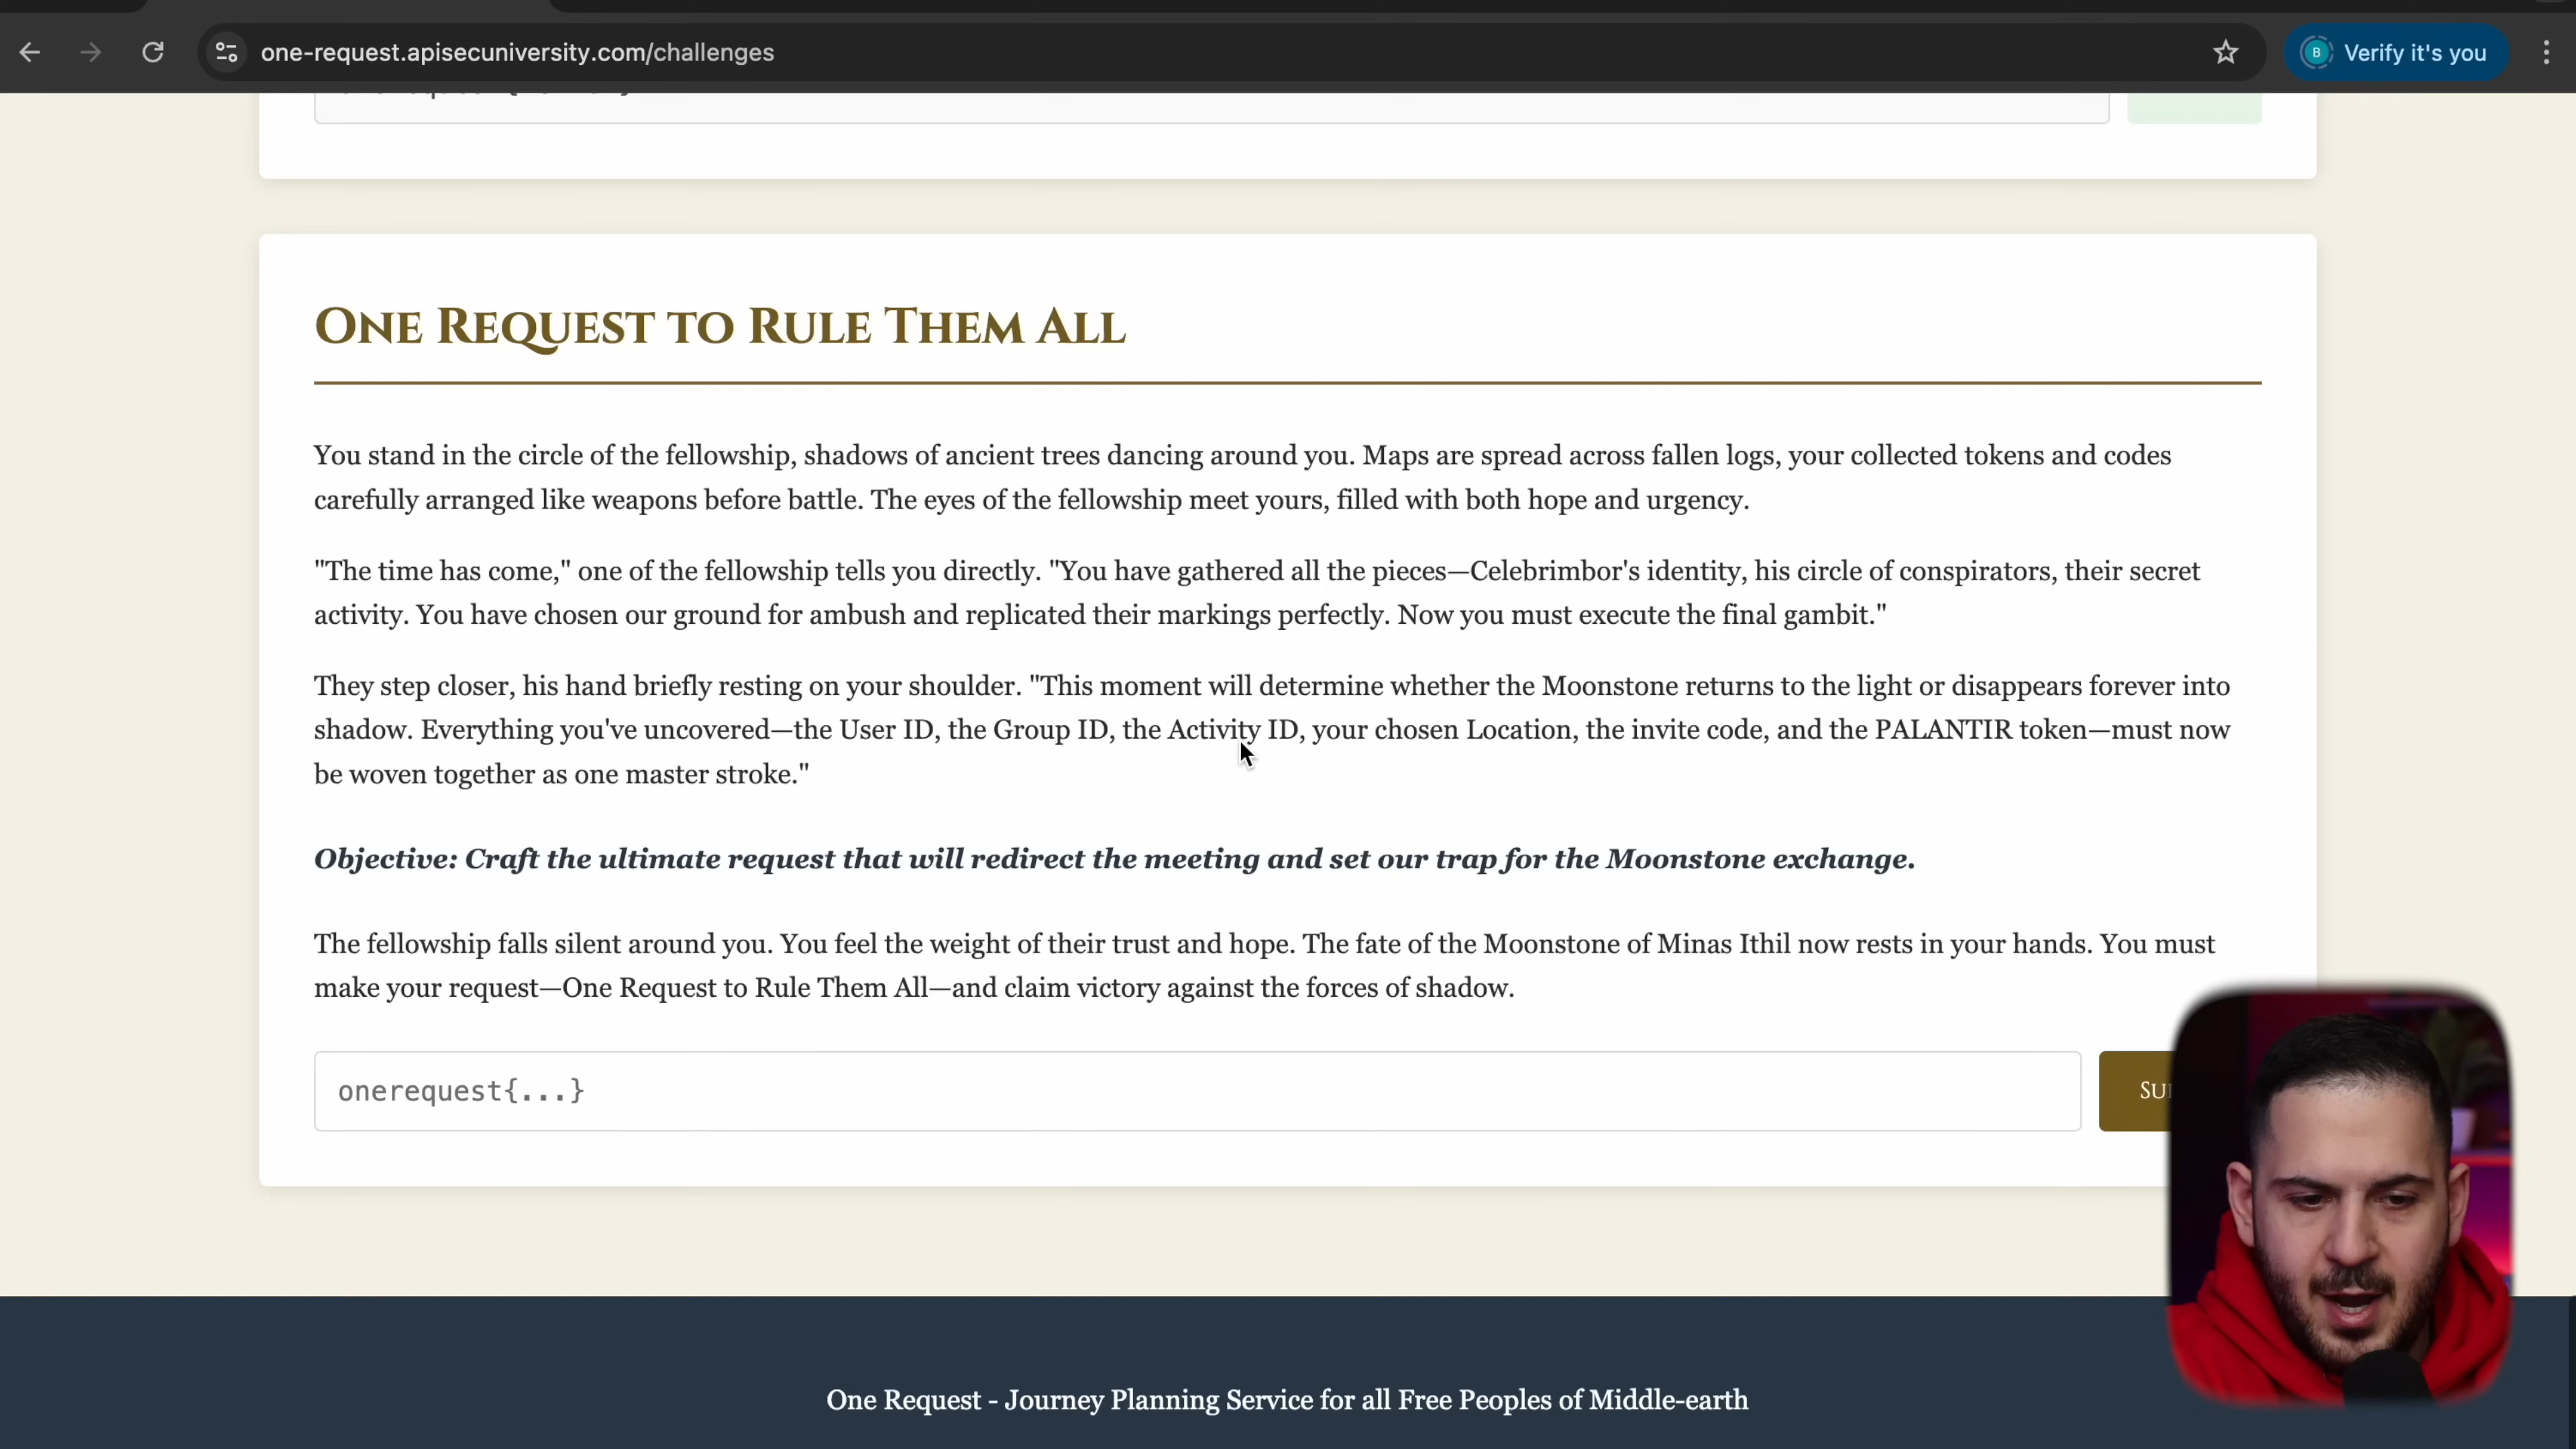 one-request.apisecuniversity.com/challenges
B
Verify it's you
One Request to Rule Them All
You stand in the circle of the fellowship, shadows of ancient trees dancing around you. Maps are spread across fallen logs, your collected tokens and codes
carefully arranged like weapons before battle. The eyes of the fellowship meet yours, filled with both hope and urgency.
"The time has come," one of the fellowship tells you directly. "You have gathered all the pieces—Celebrimbor's identity, his circle of conspirators, their secret
activity. You have chosen our ground for ambush and replicated their markings perfectly. Now you must execute the final gambit."
They step closer, his hand briefly resting on your shoulder. "This moment will determine whether the Moonstone returns to the light or disappears forever into
shadow. Everything you've uncovered—the User ID, the Group ID, the Activity ID, your chosen Location, the invite code, and the PALANTIR token—must now
be woven together as one master stroke."
Objective: Craft the ultimate request that will redirect the meeting and set our trap for the Moonstone exchange.
The fellowship falls silent around you. You feel the weight of their trust and hope. The fate of the Moonstone of Minas Ithil now rests in your hands. You must
make your request—One Request to Rule Them All—and claim victory against the forces of shadow.
onerequest{...}
One Request - Journey Planning Service for all Free Peoples of Middle-earth